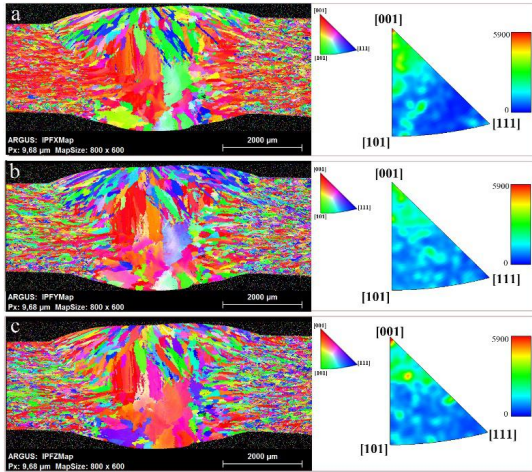 a
[001]
[101]
[111]
[001]
[111]
[101]
5900
0
ARGUS: IPFXMap
Px: 9,68 µm MapSize: 800 x 600
2000 µm
b
[001]
[101]
[111]
[001]
[111]
[101]
5900
0
ARGUS: IPFYMap
Px: 9,68 µm MapSize: 800 x 600
2000 µm
c
[001]
[101]
[111]
[001]
[111]
[101]
5900
0
ARGUS: IPFZMap
Px: 9,68 µm MapSize: 800 x 600
2000 µm